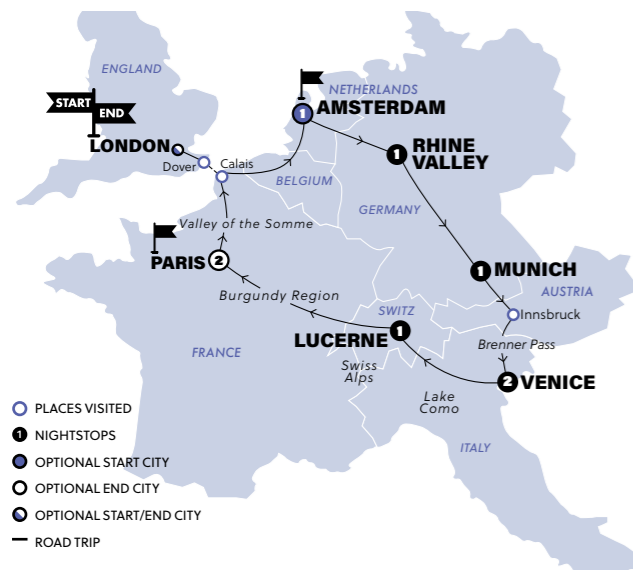 ENGLAND
START
END
LONDON
Dover
Calais
NETHERLANDS
1
AMSTERDAM
1
RHINE
VALLEY
BELGIUM
GERMANY
Valley of the Somme
PARIS
2
Burgundy Region
1
MUNICH
AUSTRIA
Innsbruck
Brenner Pass
SWITZ
LUCERNE
1
FRANCE
Swiss
Alps
Lake
Como
2
VENICE
ITALY
PLACES VISITED
1
NIGHTSTOPS
OPTIONAL START CITY
OPTIONAL END CITY
OPTIONAL START/END CITY
ROAD TRIP